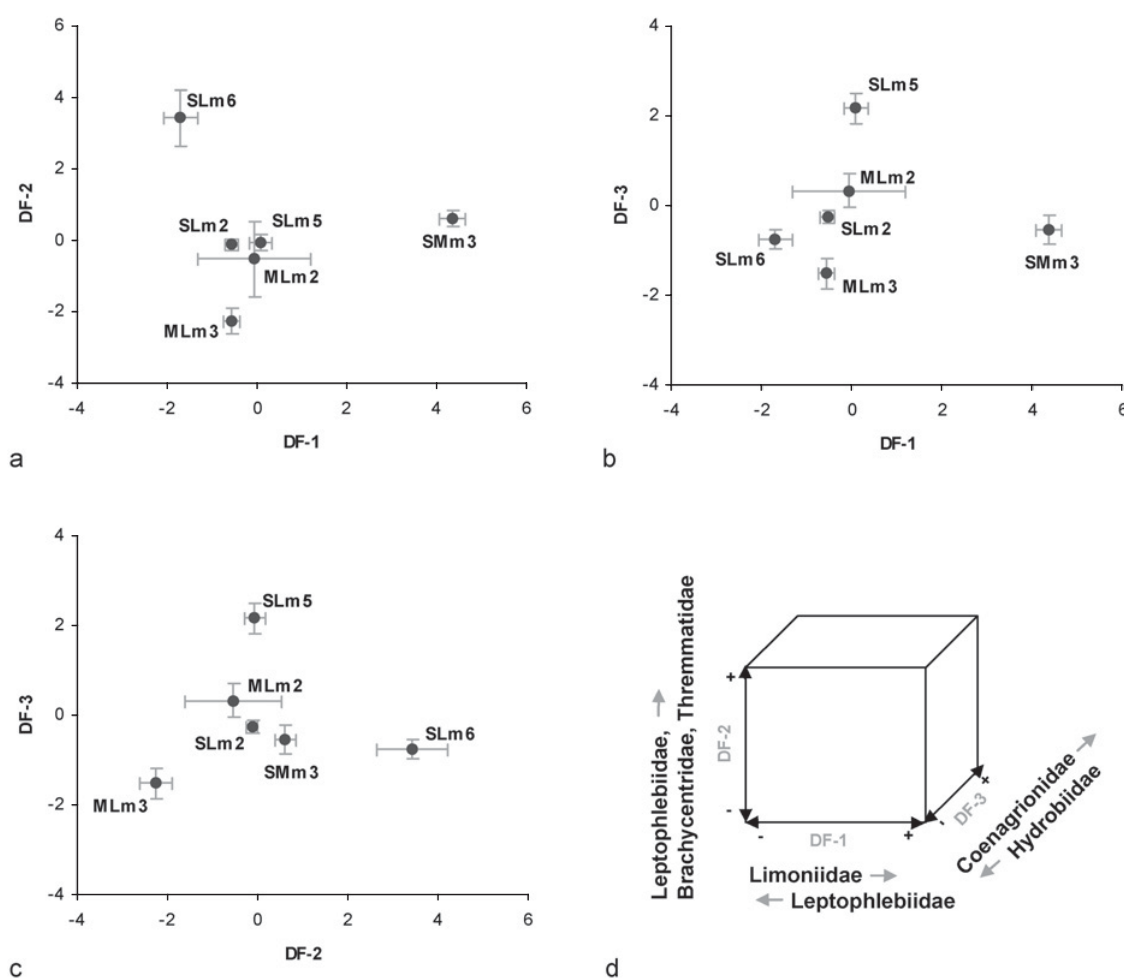 6
4
2
0
-2
-4
DF-2
SLm6
SLm2
SLm5
SMm3
MLm2
MLm3
-4 -2 0 2 4 6
DF-1
a
4
2
0
-2
-4
DF-3
SLm5
MLm2
SLm2
SLm6
SMm3
MLm3
-4 -2 0 2 4 6
DF-1
b
4
2
0
-2
-4
DF-3
SLm5
MLm2
SLm2
SLm6
SMm3
MLm3
-4 -2 0 2 4 6
DF-2
c
Leptophlebiidae,
Brachycentridae, Thremmatidae
+
DF-2
-
- DF-1 +
- DF-3 +
Coenagrionidae
Hydrobiidae
Limoniidae
Leptophlebiidae
d